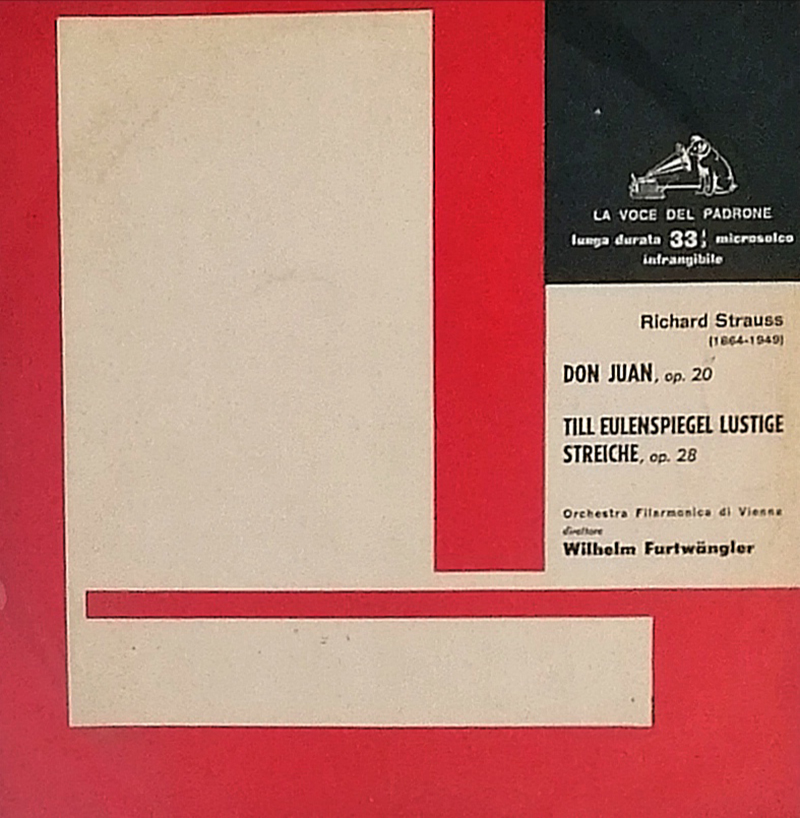 LA VOCE DEL PADRONE
lunga durata 33⅓ microsolco
infrangibile
Richard Strauss
(1864-1949)
DON JUAN, op. 20
TILL EULENSPIEGEL LUSTIGE
STREICHE, op. 28
Orchestra Filarmonica di Vienna
direttore
Wilhelm Furtwängler